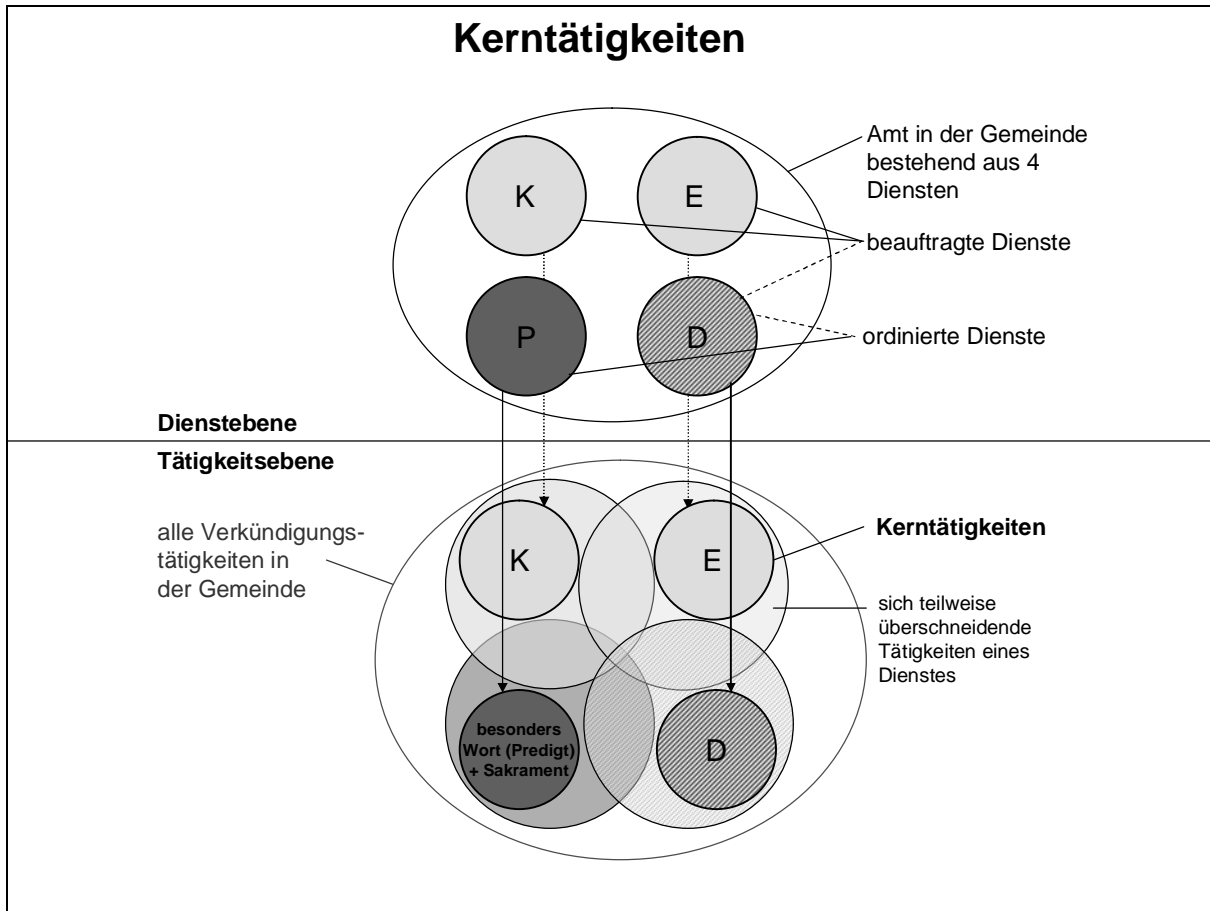 Kerntätigkeiten
Amt in der Gemeinde
bestehend aus 4
Diensten
K
E
beauftragte Dienste
P
D
ordinierte Dienste
Dienstebene
Tätigkeitsebene
alle Verkündigungs-
tätigkeiten in
der Gemeinde
K
E
Kerntätigkeiten
sich teilweise
überschneidende
Tätigkeiten eines
Dienstes
besonders
Wort (Predigt)
+ Sakrament
D